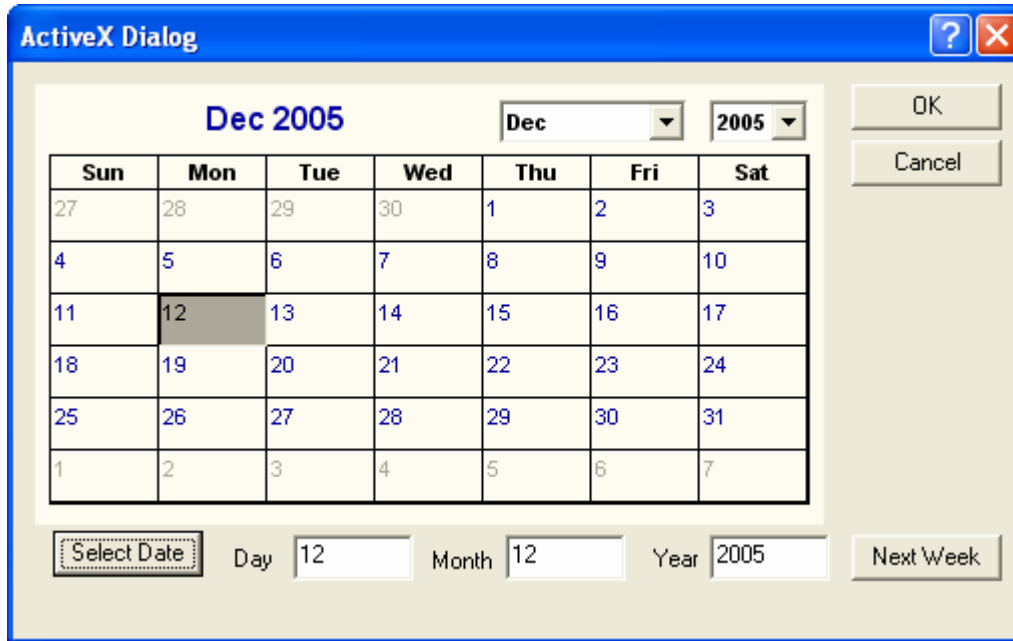 ActiveX Dialog
Dec 2005 Dec 2005 OK
Cancel
Sun Mon Tue Wed Thu Fri Sat
27 28 29 30 1 2 3
4 5 6 7 8 9 10
11 12 13 14 15 16 17
18 19 20 21 22 23 24
25 26 27 28 29 30 31
1 2 3 4 5 6 7
Select Date Day 12 Month 12 Year 2005 Next Week